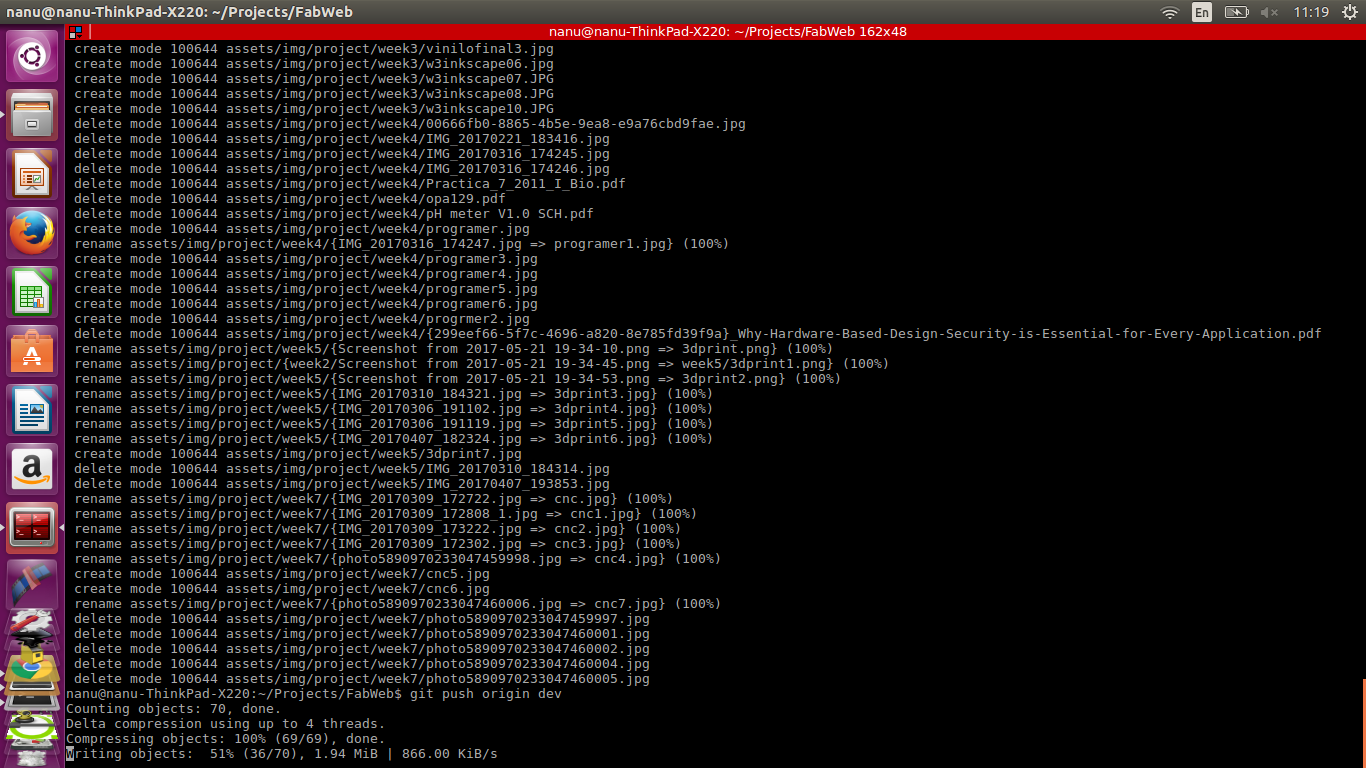 nanu@nanu-ThinkPad-X220: ~/Projects/FabWeb
En
11:19
nanu@nanu-ThinkPad-X220: ~/Projects/FabWeb 162x48
create mode 100644 assets/img/project/week3/vinilofinal3.jpg
create mode 100644 assets/img/project/week3/w3inkscape06.jpg
create mode 100644 assets/img/project/week3/w3inkscape07.JPG
create mode 100644 assets/img/project/week3/w3inkscape08.JPG
create mode 100644 assets/img/project/week3/w3inkscape10.JPG
delete mode 100644 assets/img/project/week4/00666fb0-8865-4b5e-9ea8-e9a76cbd9fae.jpg
delete mode 100644 assets/img/project/week4/IMG_20170221_183416.jpg
delete mode 100644 assets/img/project/week4/IMG_20170316_174245.jpg
delete mode 100644 assets/img/project/week4/IMG_20170316_174246.jpg
delete mode 100644 assets/img/project/week4/Practica_7_2011_I_Bio.pdf
delete mode 100644 assets/img/project/week4/opa129.pdf
delete mode 100644 assets/img/project/week4/pH meter V1.0 SCH.pdf
create mode 100644 assets/img/project/week4/programer.jpg
rename assets/img/project/week4/{IMG_20170316_174247.jpg => programer1.jpg} (100%)
create mode 100644 assets/img/project/week4/programer3.jpg
create mode 100644 assets/img/project/week4/programer4.jpg
create mode 100644 assets/img/project/week4/programer5.jpg
create mode 100644 assets/img/project/week4/programer6.jpg
create mode 100644 assets/img/project/week4/progrmer2.jpg
delete mode 100644 assets/img/project/week4/{299eef66-5f7c-4696-a820-8e785fd39f9a}_Why-Hardware-Based-Design-Security-is-Essential-for-Every-Application.pdf
rename assets/img/project/week5/{Screenshot from 2017-05-21 19-34-10.png => 3dprint.png} (100%)
rename assets/img/project/{week2/Screenshot from 2017-05-21 19-34-45.png => week5/3dprint1.png} (100%)
rename assets/img/project/week5/{Screenshot from 2017-05-21 19-34-53.png => 3dprint2.png} (100%)
rename assets/img/project/week5/{IMG_20170310_184321.jpg => 3dprint3.jpg} (100%)
rename assets/img/project/week5/{IMG_20170306_191102.jpg => 3dprint4.jpg} (100%)
rename assets/img/project/week5/{IMG_20170306_191119.jpg => 3dprint5.jpg} (100%)
rename assets/img/project/week5/{IMG_20170407_182324.jpg => 3dprint6.jpg} (100%)
create mode 100644 assets/img/project/week5/3dprint7.jpg
delete mode 100644 assets/img/project/week5/IMG_20170310_184314.jpg
delete mode 100644 assets/img/project/week5/IMG_20170407_193853.jpg
rename assets/img/project/week7/{IMG_20170309_172722.jpg => cnc.jpg} (100%)
rename assets/img/project/week7/{IMG_20170309_172808_1.jpg => cnc1.jpg} (100%)
rename assets/img/project/week7/{IMG_20170309_173222.jpg => cnc2.jpg} (100%)
rename assets/img/project/week7/{IMG_20170309_172302.jpg => cnc3.jpg} (100%)
rename assets/img/project/week7/{photo5890970233047459998.jpg => cnc4.jpg} (100%)
create mode 100644 assets/img/project/week7/cnc5.jpg
create mode 100644 assets/img/project/week7/cnc6.jpg
rename assets/img/project/week7/{photo5890970233047460006.jpg => cnc7.jpg} (100%)
delete mode 100644 assets/img/project/week7/photo5890970233047459997.jpg
delete mode 100644 assets/img/project/week7/photo5890970233047460001.jpg
delete mode 100644 assets/img/project/week7/photo5890970233047460002.jpg
delete mode 100644 assets/img/project/week7/photo5890970233047460004.jpg
delete mode 100644 assets/img/project/week7/photo5890970233047460005.jpg
nanu@nanu-ThinkPad-X220:~/Projects/FabWeb$ git push origin dev
Counting objects: 70, done.
Delta compression using up to 4 threads.
Compressing objects: 100% (69/69), done.
Writing objects:  51% (36/70), 1.94 MiB | 866.00 KiB/s